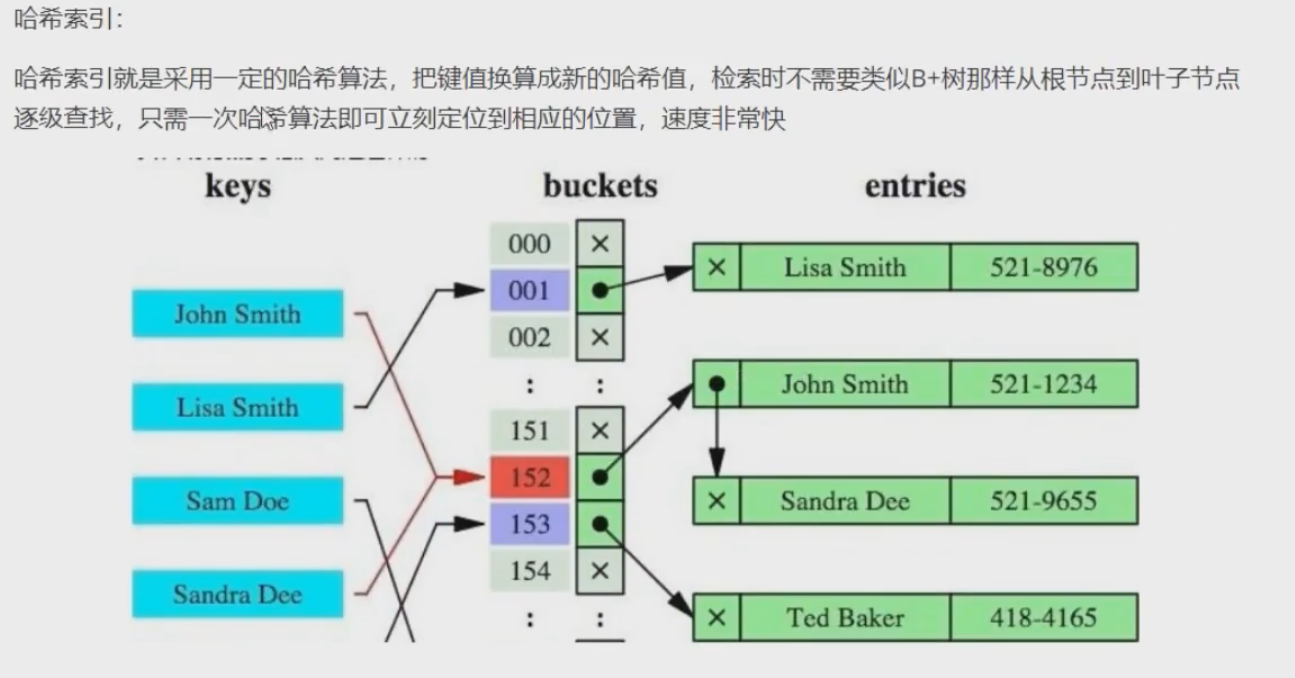 哈希索引：
哈希索引就是采用一定的哈希算法，把键值换算成新的哈希值，检索时不需要类似B+树那样从根节点到叶子节点
逐级查找，只需一次哈希算法即可立刻定位到相应的位置，速度非常快
keys buckets entries
000 ×
× Lisa Smith 521-8976
001
John Smith
002 ×
: :
× John Smith 521-1234
Lisa Smith
151 ×
152
Sam Doe
× Sandra Dee 521-9655
153
154 ×
Sandra Dee
: :
× Ted Baker 418-4165